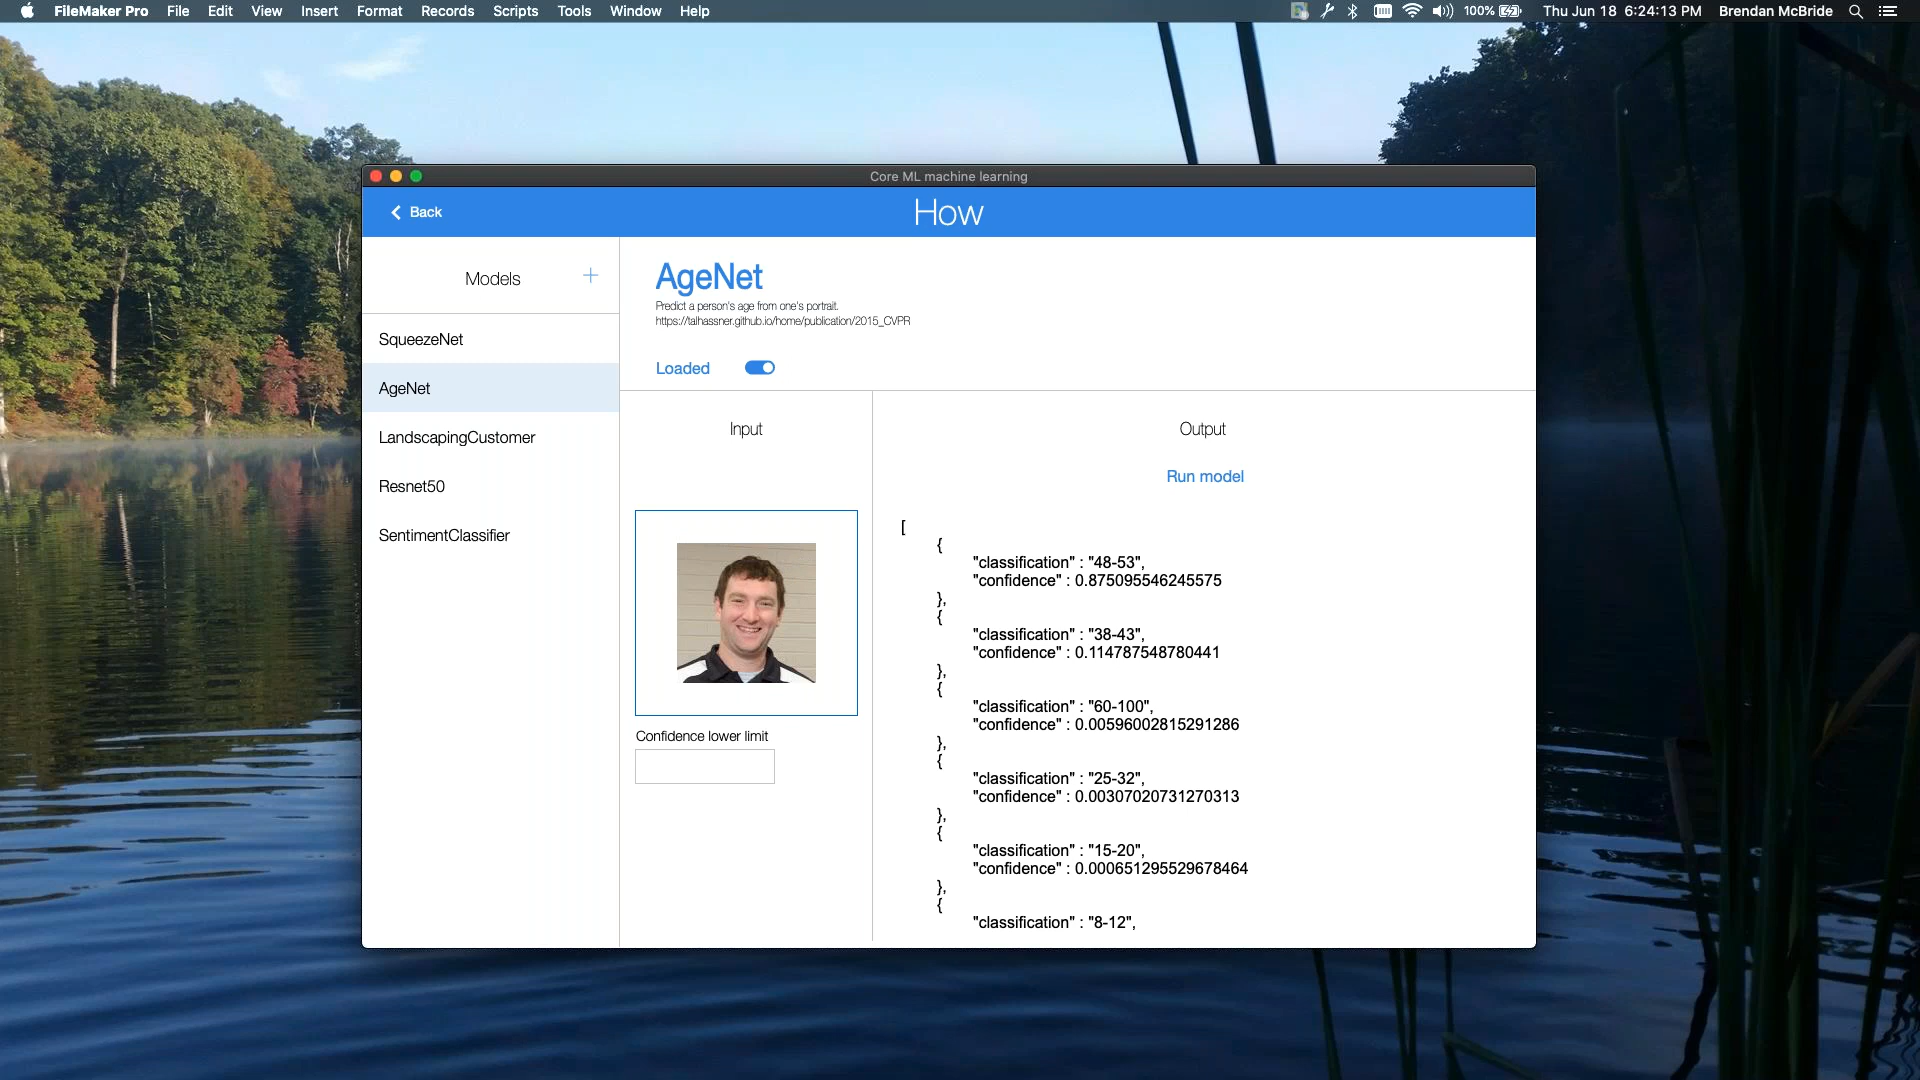 FileMaker Pro File Edit View Insert Format Records Scripts Tools Window Help 100% Thu Jun 18 6:24:13 PM Brendan McBride
Core ML machine learning
Back
How
Models +
SqueezeNet
AgeNet
LandscapingCustomer
Resnet50
SentimentClassifier
AgeNet
Predict a person's age from one's portrait.
https://talhassner.github.io/home/publication/2015_CVPR
Loaded
Input
Confidence lower limit
Output
Run model
[
{
"classification" : "48-53",
"confidence" : 0.875095546245575
},
{
"classification" : "38-43",
"confidence" : 0.114787548780441
},
{
"classification" : "60-100",
"confidence" : 0.00596002815291286
},
{
"classification" : "25-32",
"confidence" : 0.00307020731270313
},
{
"classification" : "15-20",
"confidence" : 0.000651295529678464
},
{
"classification" : "8-12",